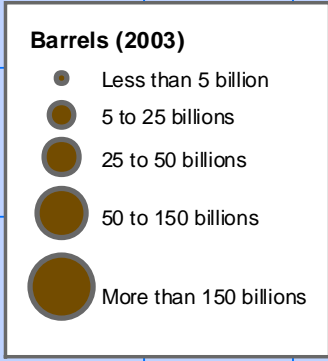 Barrels (2003)
Less than 5 billion
5 to 25 billions
25 to 50 billions
50 to 150 billions
More than 150 billions